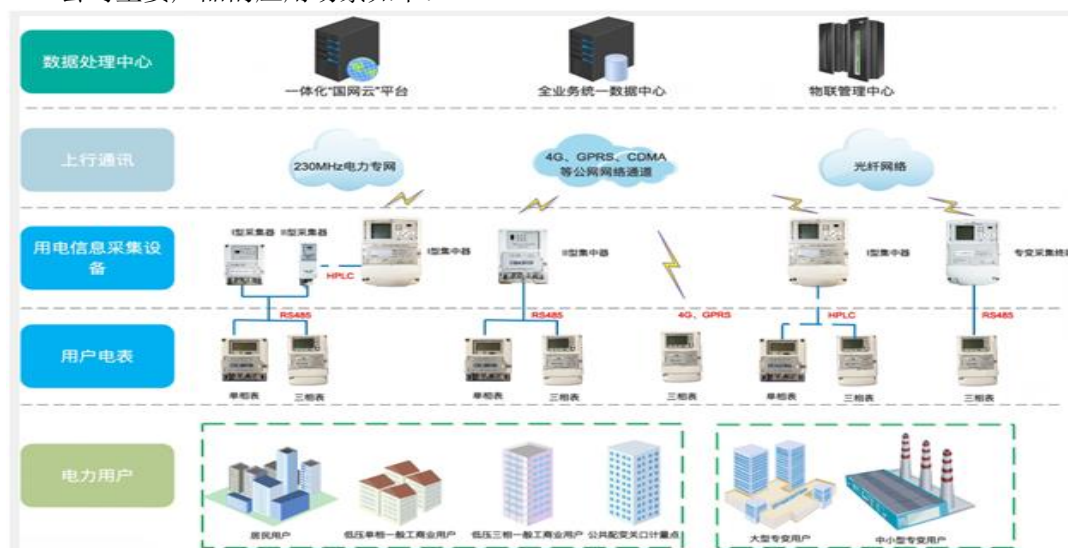 数据处理中心
一体化"国网云"平台
全业务统一数据中心
物联管理中心
上行通讯
230MHz电力专网
4G、GPRS、CDMA
等公网网络通道
光纤网络
用电信息采集设
备
I型采集器 II型采集器
I型集中器
II型集中器
I型集中器
专变采集终
HPLC
RS485
RS485
4G、GPRS
HPLC
RS485
用户电表
单相表
三相表
单相表
三相表
三相表
单相表
三相表
三相表
电力用户
居民用户
低压单相一般工商业用户
低压三相一般工商业用户
公共配变关口计量点
大型专变用户
中小型专变用户